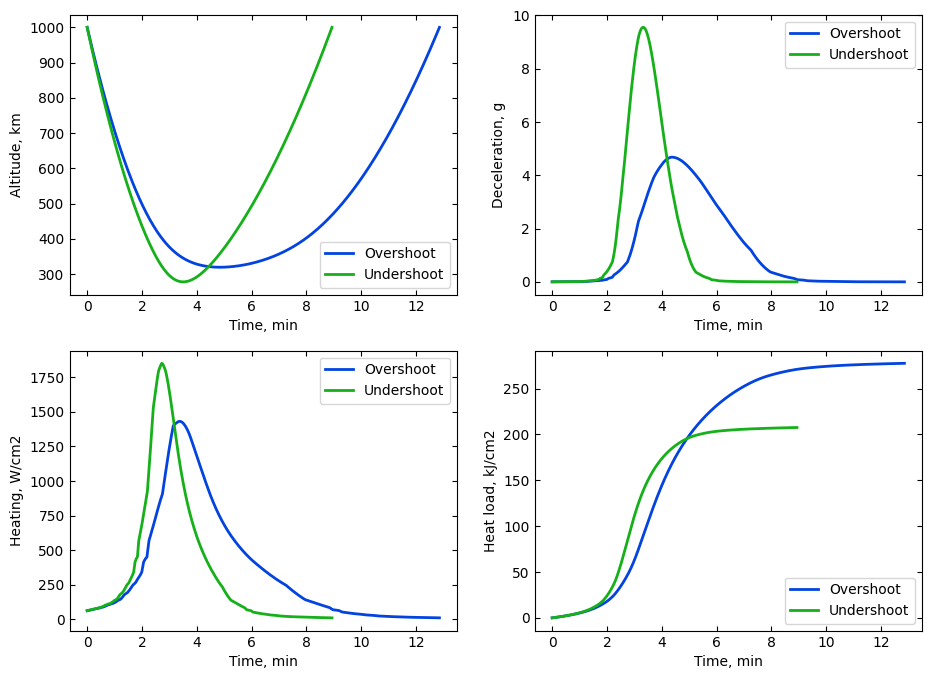 1000
900
800
700
600
500
400
300
Altitude, km
0 2 4 6 8 10 12
Time, min
Overshoot
Undershoot
10
8
6
4
2
0
Deceleration, g
0 2 4 6 8 10 12
Time, min
Overshoot
Undershoot
1750
1500
1250
1000
750
500
250
0
Heating, W/cm2
0 2 4 6 8 10 12
Time, min
Overshoot
Undershoot
250
200
150
100
50
0
Heat load, kJ/cm2
0 2 4 6 8 10 12
Time, min
Overshoot
Undershoot